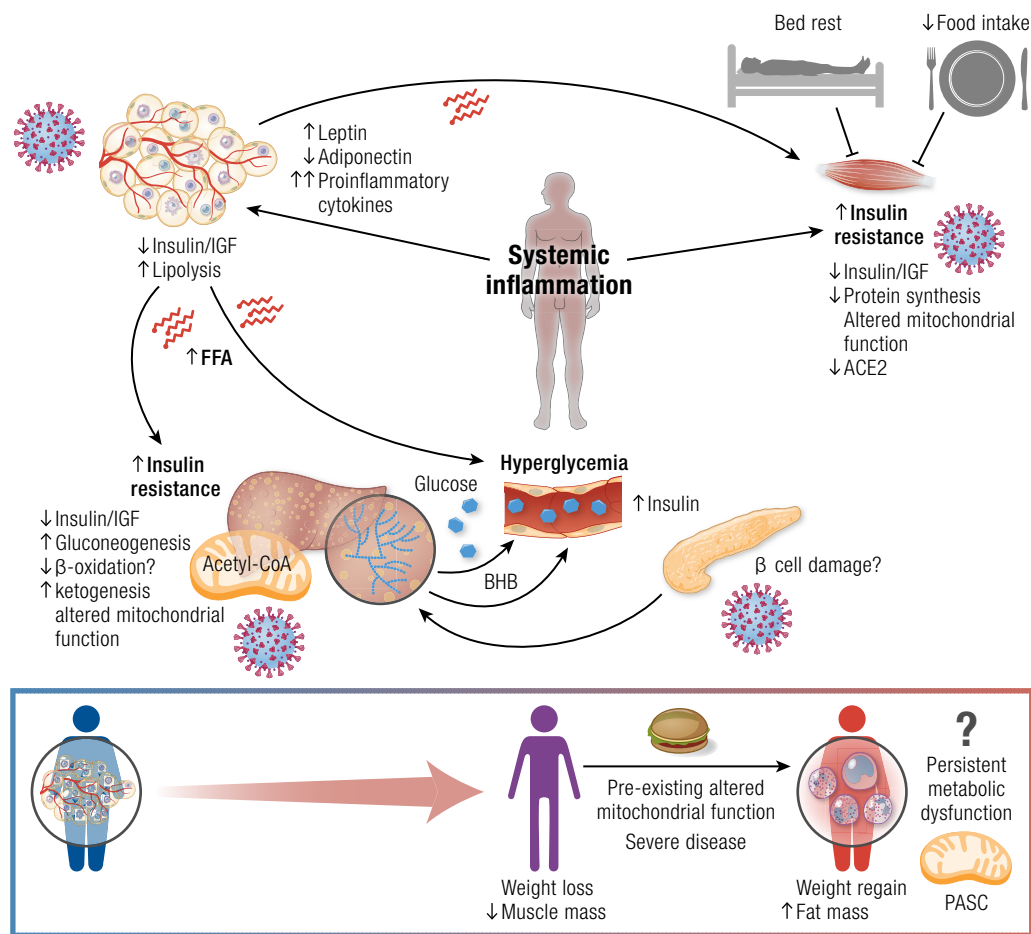 Bed rest
↓Food intake
↑Leptin
↓Adiponectin
↑↑Proinflammatory
cytokines
↓Insulin/IGF
↑Lipolysis
Systemic
inflammation
↑Insulin
resistance
↓Insulin/IGF
↓Protein synthesis
Altered mitochondrial
function
↓ACE2
↑FFA
↑Insulin
resistance
↓Insulin/IGF
↑Gluconeogenesis
↓β-oxidation?
↑ketogenesis
altered mitochondrial
function
Acetyl-CoA
Glucose
Hyperglycemia
↑Insulin
BHB
β cell damage?
Weight loss
↓Muscle mass
Pre-existing altered
mitochondrial function
Severe disease
Weight regain
↑Fat mass
?
Persistent
metabolic
dysfunction
PASC